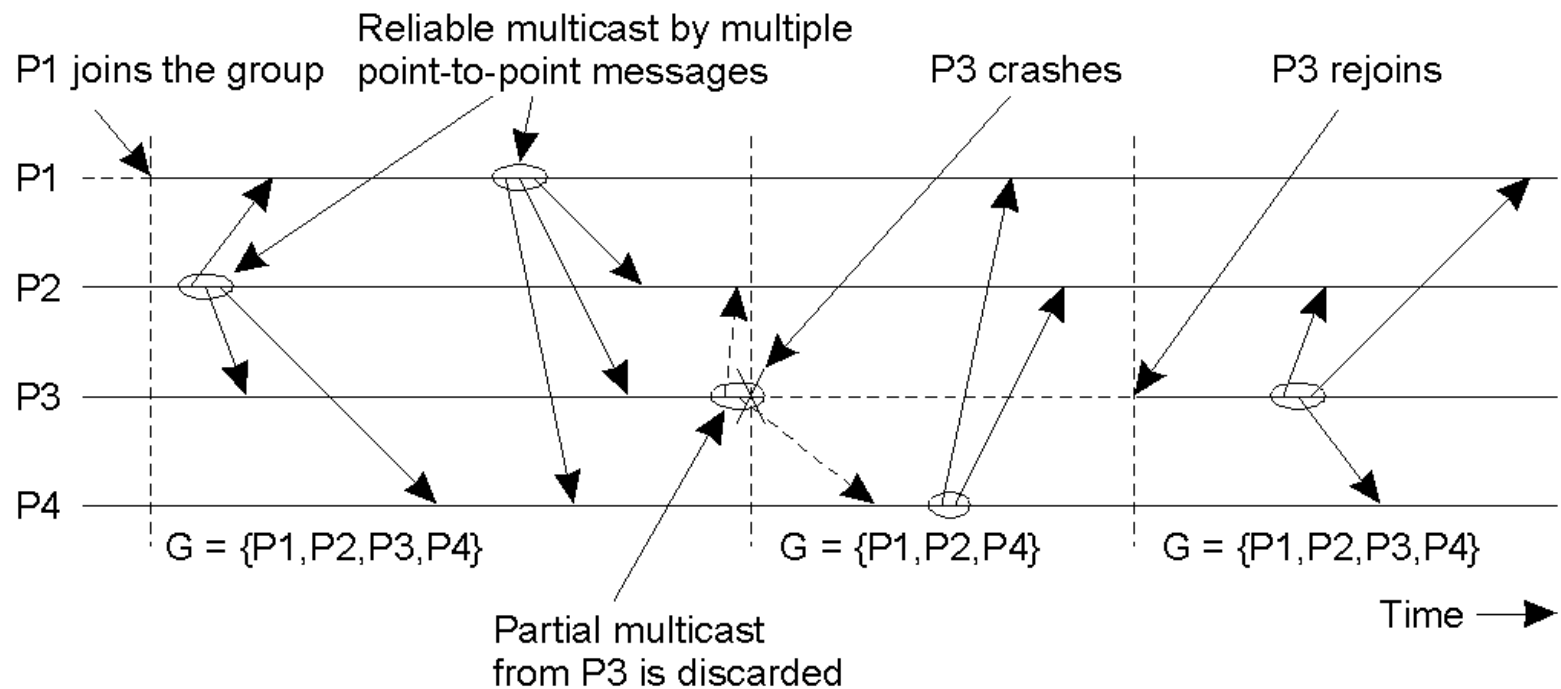 Reliable multicast by multiple
point-to-point messages
P1 joins the group
P3 crashes
P3 rejoins
P1
P2
P3
P4
G = {P1,P2,P3,P4}
G = {P1,P2,P4}
G = {P1,P2,P3,P4}
Time
Partial multicast
from P3 is discarded